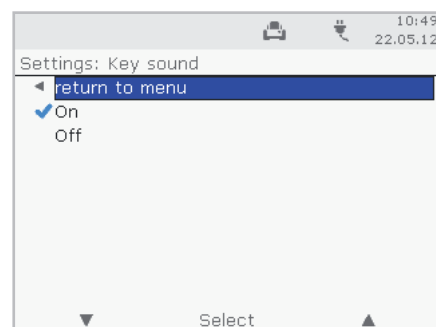 10:49
22.05.12
Settings: Key sound
return to menu
On
Off
Select